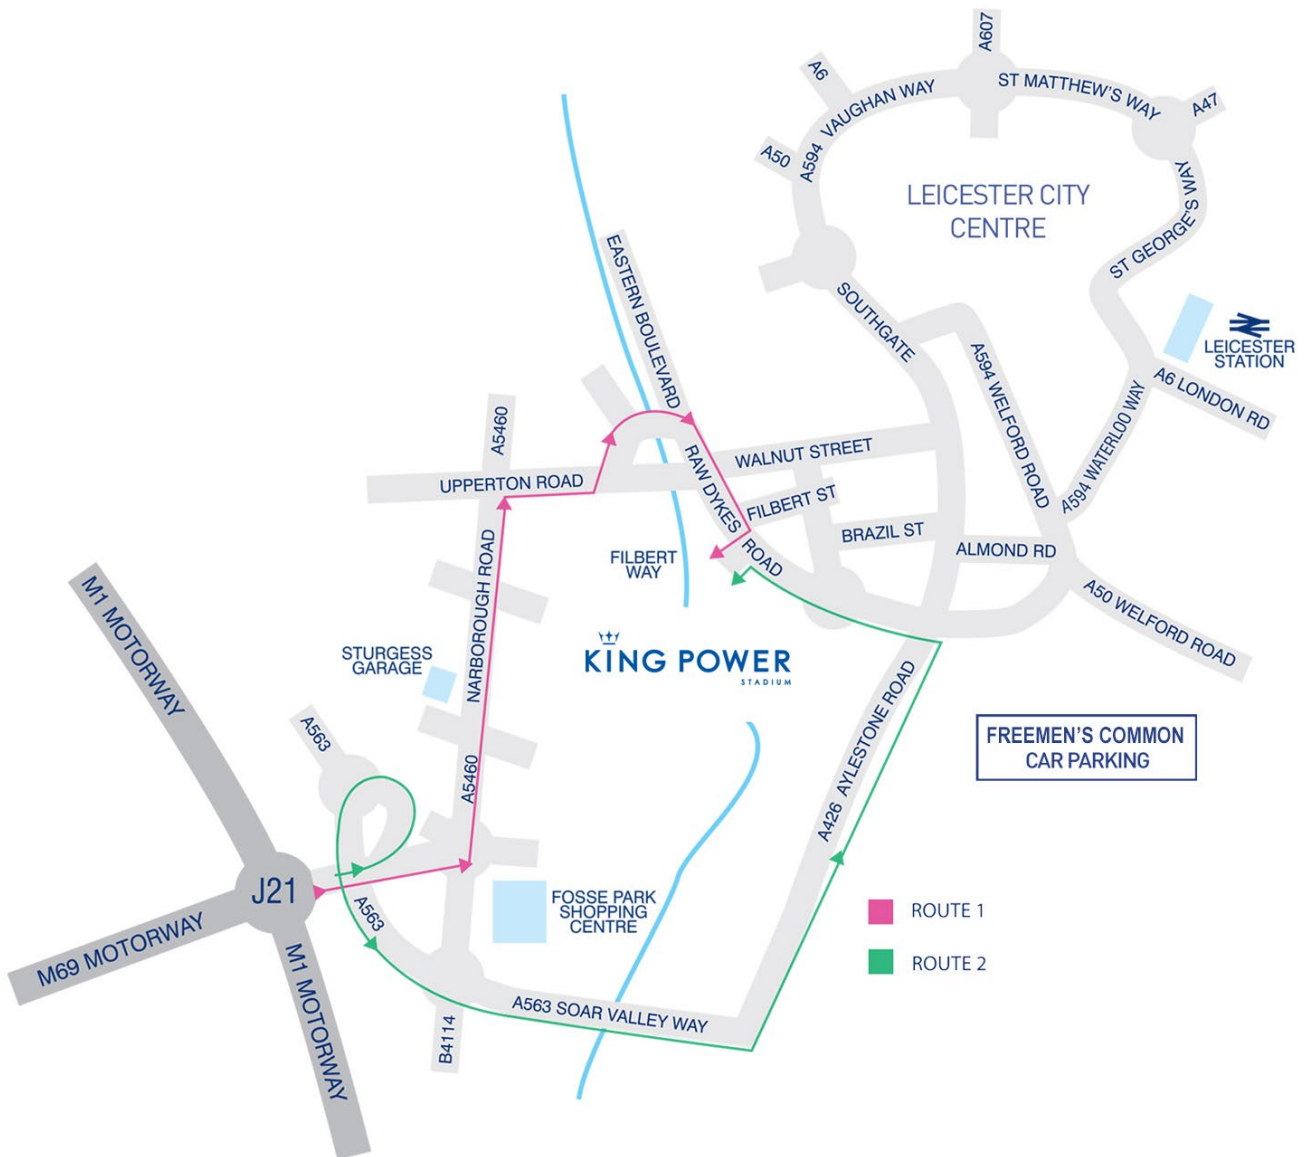 A607
A6
ST MATTHEW'S WAY
VAUGHAN WAY
A47
A50
A594
LEICESTER CITY
CENTRE
ST GEORGE'S WAY
EASTERN BOULEVARD
SOUTHGATE
LEICESTER
STATION
A594 WELFORD ROAD
A6 LONDON RD
A594 WATERLOO WAY
A5460
WALNUT STREET
UPPERTON ROAD
RAW DYKES
ROAD
FILBERT ST
BRAZIL ST
ALMOND RD
FILBERT
WAY
NARBOROUGH ROAD
M1 MOTORWAY
A50 WELFORD ROAD
STURGESS
GARAGE
KING POWER
STADIUM
A563
A5460
A426 AYLESTONE ROAD
FREEMEN'S COMMON
CAR PARKING
J21
FOSSE PARK
SHOPPING
CENTRE
A563
ROUTE 1
M69 MOTORWAY
M1 MOTORWAY
ROUTE 2
A563 SOAR VALLEY WAY
B4114